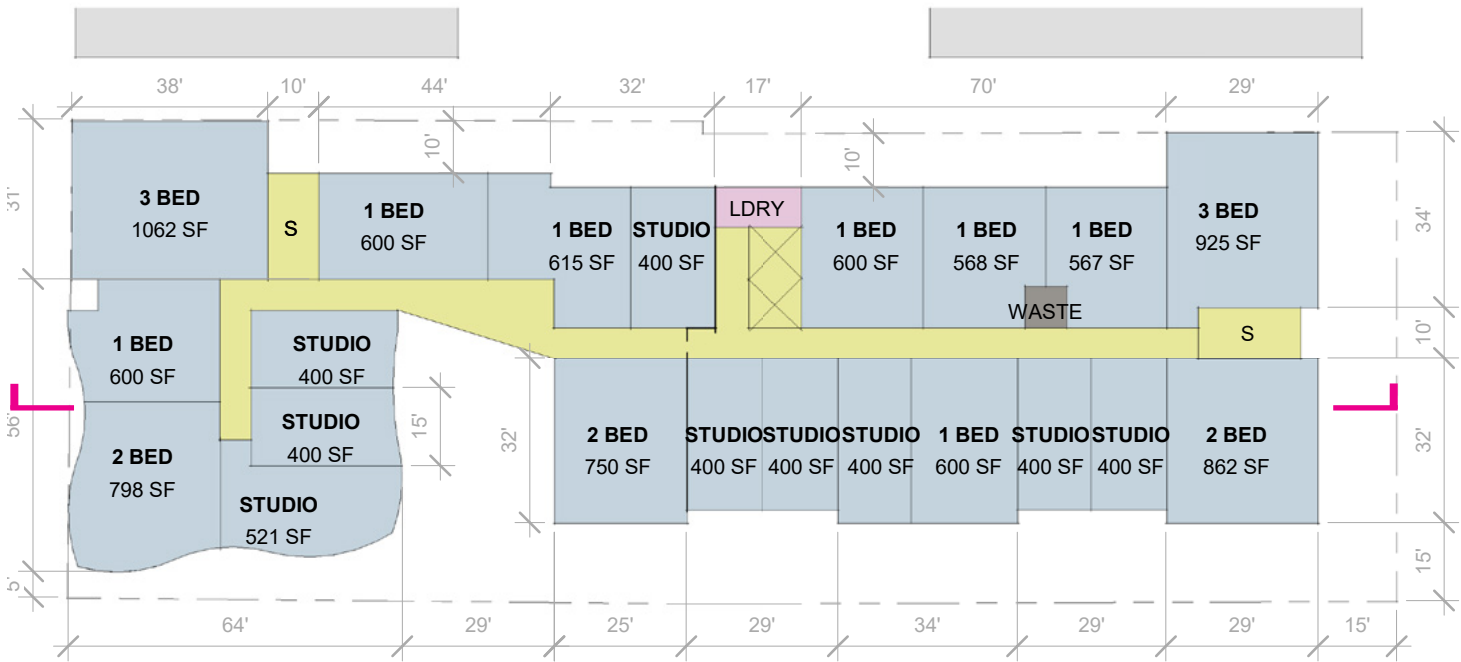 38' 10' 44' 32' 17' 70' 29'
10'
10'
31'
3 BED
1062 SF
S
1 BED
600 SF
1 BED
615 SF
STUDIO
400 SF
LDRY
1 BED
600 SF
1 BED
568 SF
1 BED
567 SF
WASTE
3 BED
925 SF
34'
S
10'
1 BED
600 SF
STUDIO
400 SF
56'
STUDIO
400 SF
15'
2 BED
798 SF
STUDIO
521 SF
32'
2 BED
750 SF
STUDIO
400 SF
STUDIO
400 SF
STUDIO
400 SF
1 BED
600 SF
STUDIO
400 SF
STUDIO
400 SF
2 BED
862 SF
32'
15'
5'
64' 29' 25' 29' 34' 29' 29' 15'